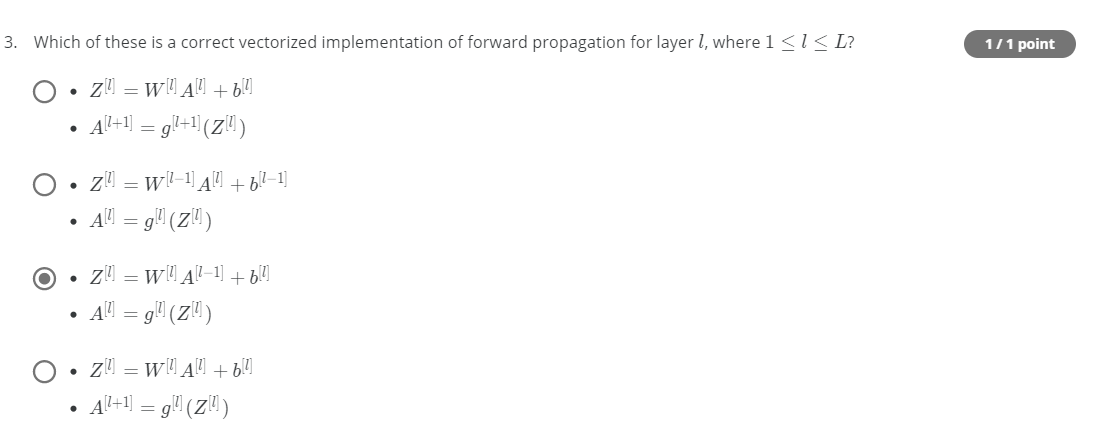 3. Which of these is a correct vectorized implementation of forward propagation for layer l, where 1 ≤ l ≤ L?
1 / 1 point
• Z^[l] = W^[l] A^[l] + b^[l]
• A^[l+1] = g^[l+1](Z^[l])
• Z^[l] = W^[l−1] A^[l] + b^[l−1]
• A^[l] = g^[l](Z^[l])
• Z^[l] = W^[l] A^[l−1] + b^[l]
• A^[l] = g^[l](Z^[l])
• Z^[l] = W^[l] A^[l] + b^[l]
• A^[l+1] = g^[l](Z^[l])